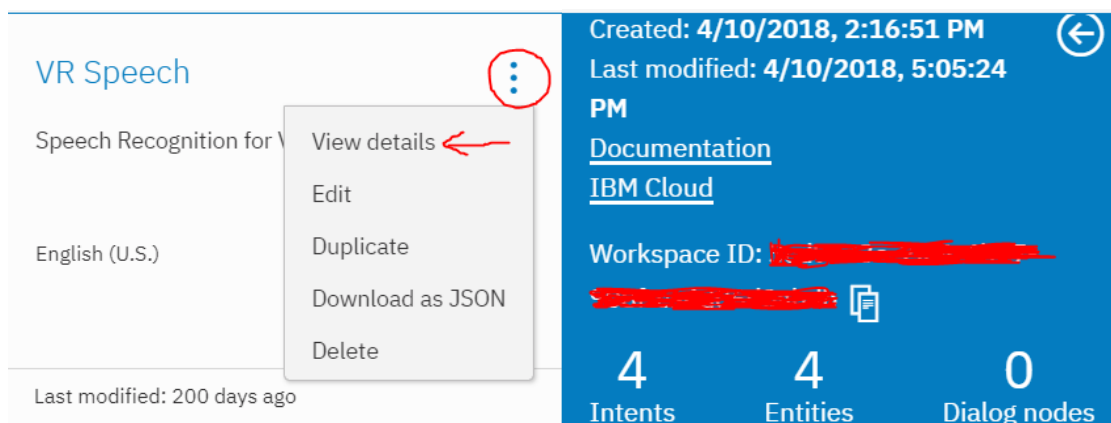 VR Speech
Speech Recognition for
View details
Edit
English (U.S.)
Duplicate
Download as JSON
Delete
Last modified: 200 days ago
Created: 4/10/2018, 2:16:51 PM
Last modified: 4/10/2018, 5:05:24
PM
Documentation
IBM Cloud
Workspace ID:
4 4 0
Intents Entities Dialog nodes